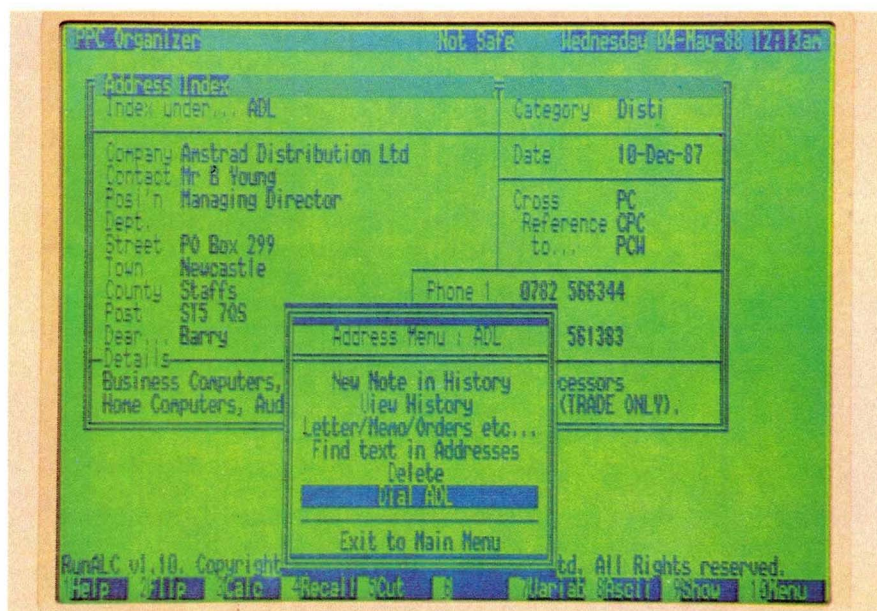 PPC Organizer Not Safe Wednesday 04-May-88 12:13am
Address Index
Index under... ADL Category Disti
Company Amstrad Distribution Ltd Date 10-Dec-87
Contact Mr B Young
Posi'n Managing Director Cross PC
Dept. Reference CPC
Street PO Box 299 to... PCW
Town Newcastle
County Staffs Phone 1 0782 566344
Post ST5 7QS
Dear... Barry Address Menu : ADL 561383
Details
Business Computers, New Note in History cessors
Home Computers, Aud View History (TRADE ONLY).
Letter/Memo/Orders etc...
Find text in Addresses
Delete
Dial ADL
Exit to Main Menu
RunALC v1.10. Copyright td. All Rights reserved.
1Help 2Flip 3Calc 4Recall 5Cut 6 7VarTab 8Ascii 9Show 10Menu